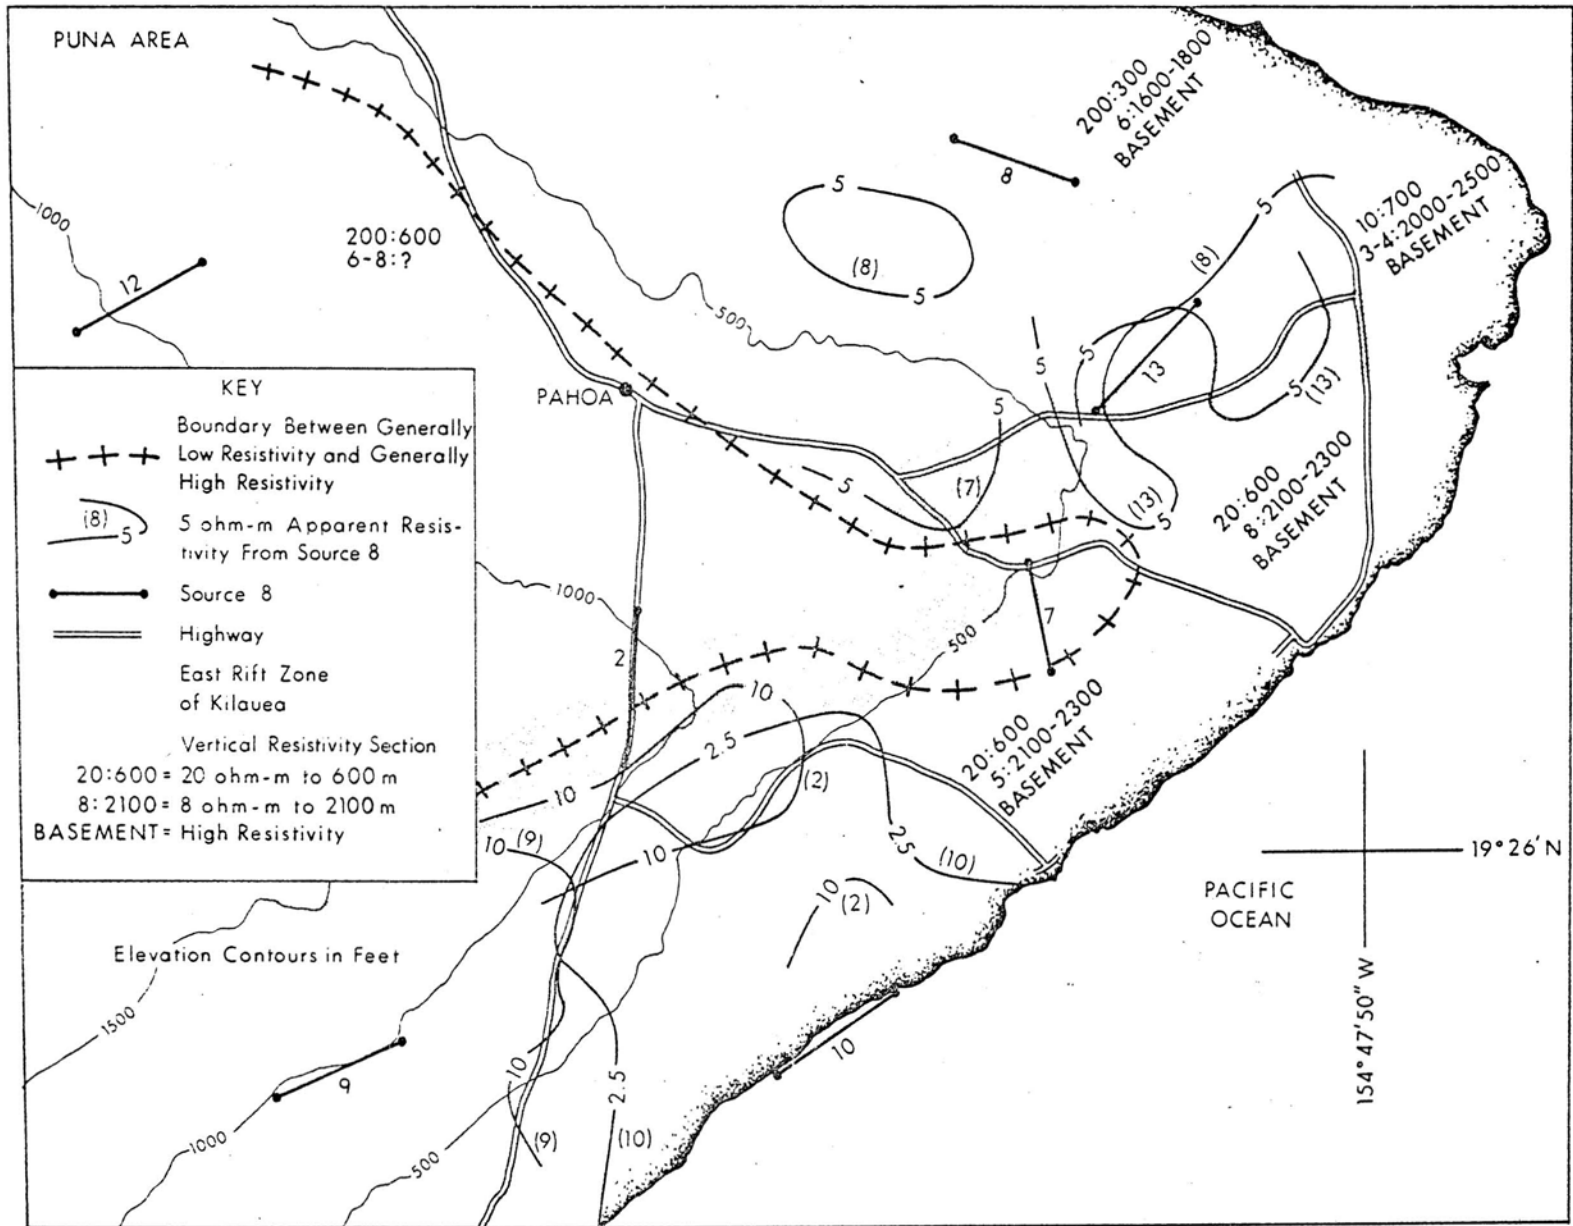 PUNA AREA
200:300
6:1600-1800
BASEMENT
8
5
(8)
5
5
(8)
10:700
3-4:2000-2500
BASEMENT
1000
12
200:600
6-8:?
500
5
5
13
5
(13)
PAHOA
5
5
(7)
(13)
5
20:600
8:2100-2300
BASEMENT
KEY
Boundary Between Generally
Low Resistivity and Generally
High Resistivity
(8)
5
5 ohm-m Apparent Resis-
tivity From Source 8
Source 8
Highway
East Rift Zone
of Kilauea
Vertical Resistivity Section
20:600 = 20 ohm-m to 600 m
8:2100 = 8 ohm-m to 2100 m
BASEMENT = High Resistivity
1000
2
500
7
10
2.5
(2)
20:600
5:2100-2300
BASEMENT
10
10
(9)
10
2.5
(10)
10
(2)
19°26'N
PACIFIC
OCEAN
154°47'50" W
Elevation Contours in Feet
1500
9
10
10
2.5
1000
500
(9)
(10)